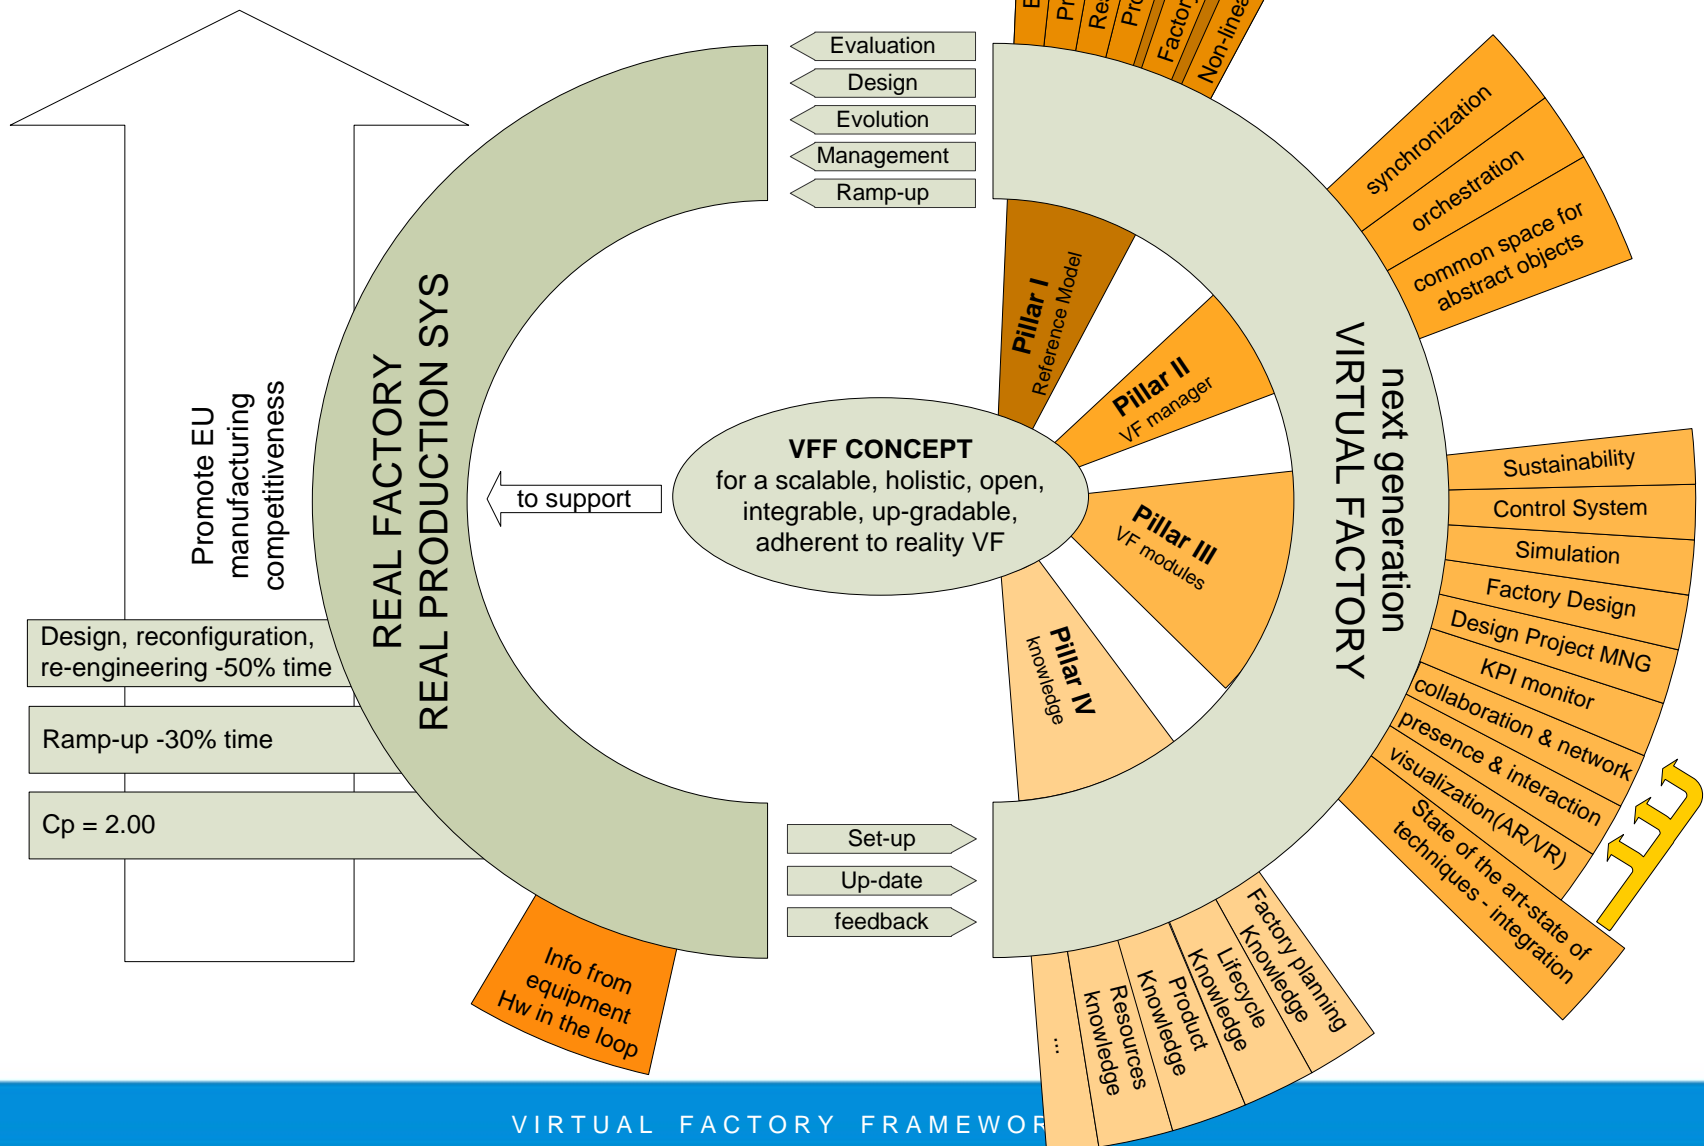 Factory
Evaluation
Design
Evolution
Management
Ramp-up
synchronization
orchestration
common space for
abstract objects
Promote EU
manufacturing
competitiveness
REAL FACTORY
REAL PRODUCTION SYS
Pillar I
Reference Model
Pillar II
VF manager
Pillar III
VF modules
Pillar IV
knowledge
VFF CONCEPT
for a scalable, holistic, open,
integrable, up-gradable,
adherent to reality VF
to support
next generation
VIRTUAL FACTORY
Sustainability
Control System
Simulation
Factory Design
Design Project MNG
KPI monitor
collaboration & network
presence & interaction
visualization(AR/VR)
State of the art-state of
techniques - integration
Design, reconfiguration,
re-engineering -50% time
Ramp-up -30% time
Cp = 2.00
Set-up
Up-date
feedback
Info from
equipment
Hw in the loop
Factory planning
Knowledge
Lifecycle
Knowledge
Product
Knowledge
Resources
knowledge
...
VIRTUAL FACTORY FRAMEWOR